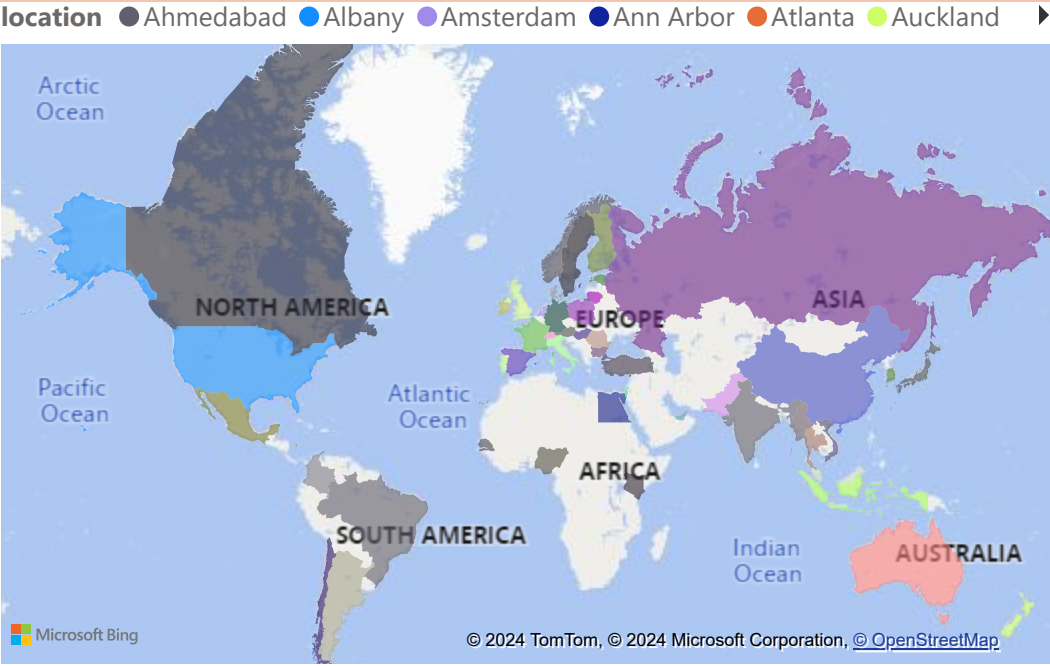 location Ahmedabad Albany Amsterdam Ann Arbor Atlanta Auckland
Arctic
Ocean
NORTH AMERICA
ASIA
EUROPE
Pacific
Ocean
Atlantic
Ocean
AFRICA
SOUTH AMERICA
Indian
Ocean
AUSTRALIA
Microsoft Bing
© 2024 TomTom, © 2024 Microsoft Corporation, © OpenStreetMap